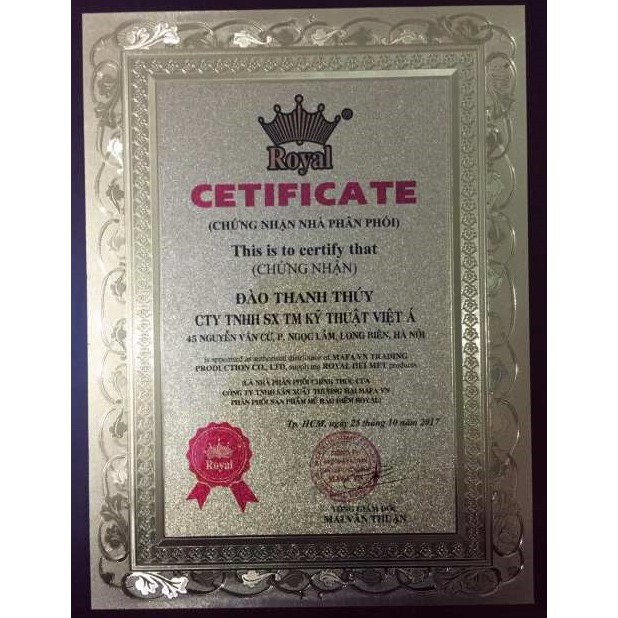 Royal
CETIFICATE
(CHỨNG NHẬN NHÀ PHÂN PHỐI)
This is to certify that
(CHỨNG NHẬN)
ĐÀO THANH THÚY
CTY TNHH SX TM KỸ THUẬT VIỆT Á
45 NGUYỄN VĂN CỪ, P. NGỌC LÂM, LONG BIÊN, HÀ NỘI
is appointed as authorised distributor of MAFA VN TRADING
PRODUCTION CO., LTD, supplying ROYAL HELMET products
(LÀ NHÀ PHÂN PHỐI CHÍNH THỨC CỦA
CÔNG TY TNHH SẢN XUẤT THƯƠNG MẠI MAFA VN
PHÂN PHỐI SẢN PHẨM MŨ BẢO HIỂM ROYAL)
Tp. HCM, ngày 25 tháng 10 năm 2017
Royal
TỔNG GIÁM ĐỐC
MAI VĂN THUẬN